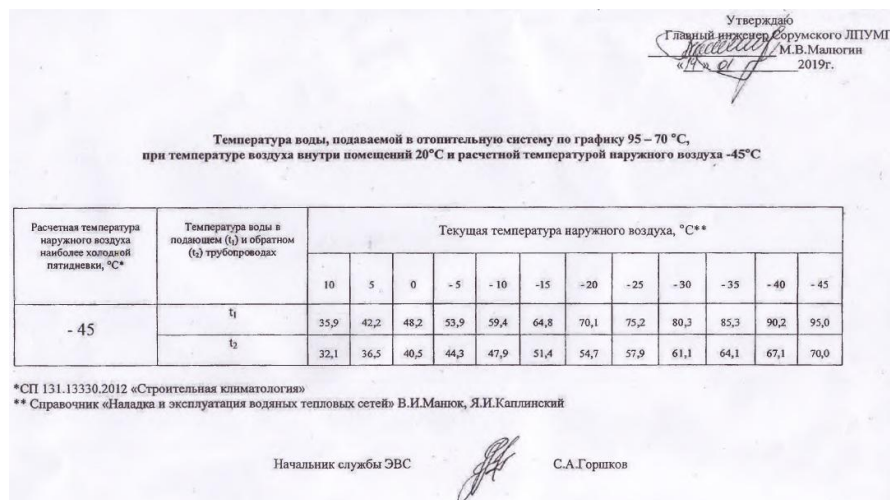 Утверждаю
Главный инженер Сорумского ЛПУМГ
М.В.Малюгин
«19» 01 2019г.
Температура воды, подаваемой в отопительную систему по графику 95 – 70 °С,
при температуре воздуха внутри помещений 20°С и расчетной температурой наружного воздуха -45°С
Расчетная температура наружного воздуха наиболее холодной пятидневки, °С*
Температура воды в подающем (t₁) и обратном (t₂) трубопроводах
Текущая температура наружного воздуха, °С**
10 5 0 - 5 - 10 -15 -20 -25 -30 -35 -40 - 45
- 45
t₁ 35,9 42,2 48,2 53,9 59,4 64,8 70,1 75,2 80,3 85,3 90,2 95,0
t₂ 32,1 36,5 40,5 44,3 47,9 51,4 54,7 57,9 61,1 64,1 67,1 70,0
*СП 131.13330.2012 «Строительная климатология»
** Справочник «Наладка и эксплуатация водяных тепловых сетей» В.И.Манюк, Я.И.Каплинский
Начальник службы ЭВС С.А.Горшков